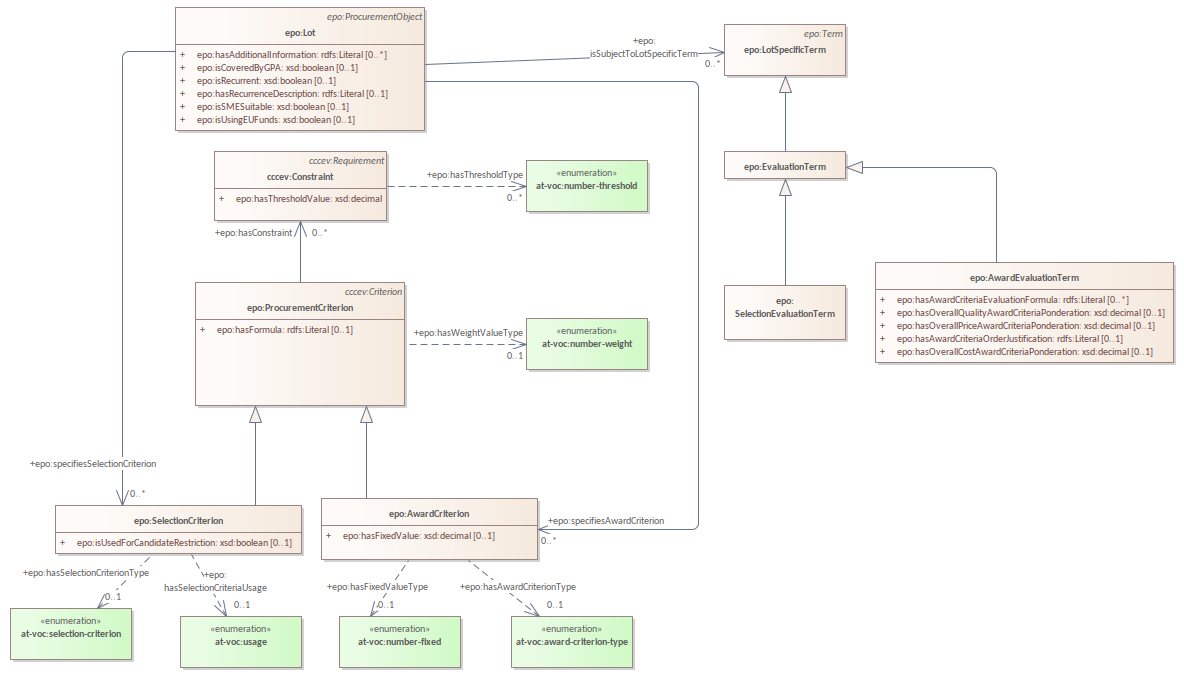 epo:ProcurementObject
epo:Lot
+ epo:hasAdditionalInformation: rdfs:Literal [0..*]
+ epo:isCoveredByGPA: xsd:boolean [0..1]
+ epo:isRecurrent: xsd:boolean [0..1]
+ epo:hasRecurrenceDescription: rdfs:Literal [0..1]
+ epo:isSMESuitable: xsd:boolean [0..1]
+ epo:isUsingEUFunds: xsd:boolean [0..1]
+epo:
isSubjectToLotSpecificTerm
0..*
epo:Term
epo:LotSpecificTerm
cccev:Requirement
cccev:Constraint
+ epo:hasThresholdValue: xsd:decimal
+epo:hasThresholdType
0..*
«enumeration»
at-voc:number-threshold
epo:EvaluationTerm
+epo:hasConstraint 0..*
cccev:Criterion
epo:ProcurementCriterion
+ epo:hasFormula: rdfs:Literal [0..1]
+epo:hasWeightValueType
0..1
«enumeration»
at-voc:number-weight
epo:
SelectionEvaluationTerm
epo:AwardEvaluationTerm
+ epo:hasAwardCriteriaEvaluationFormula: rdfs:Literal [0..*]
+ epo:hasOverallQualityAwardCriteriaPonderation: xsd:decimal [0..1]
+ epo:hasOverallPriceAwardCriteriaPonderation: xsd:decimal [0..1]
+ epo:hasAwardCriteriaOrderJustification: rdfs:Literal [0..1]
+ epo:hasOverallCostAwardCriteriaPonderation: xsd:decimal [0..1]
+epo:specifiesSelectionCriterion
0..*
epo:SelectionCriterion
+ epo:isUsedForCandidateRestriction: xsd:boolean [0..1]
epo:AwardCriterion
+ epo:hasFixedValue: xsd:decimal [0..1]
+epo:specifiesAwardCriterion
0..*
+epo:hasSelectionCriterionType
0..1
+epo:
hasSelectionCriteriaUsage
0..1
+epo:hasFixedValueType
0..1
+epo:hasAwardCriterionType
0..1
«enumeration»
at-voc:selection-criterion
«enumeration»
at-voc:usage
«enumeration»
at-voc:number-fixed
«enumeration»
at-voc:award-criterion-type